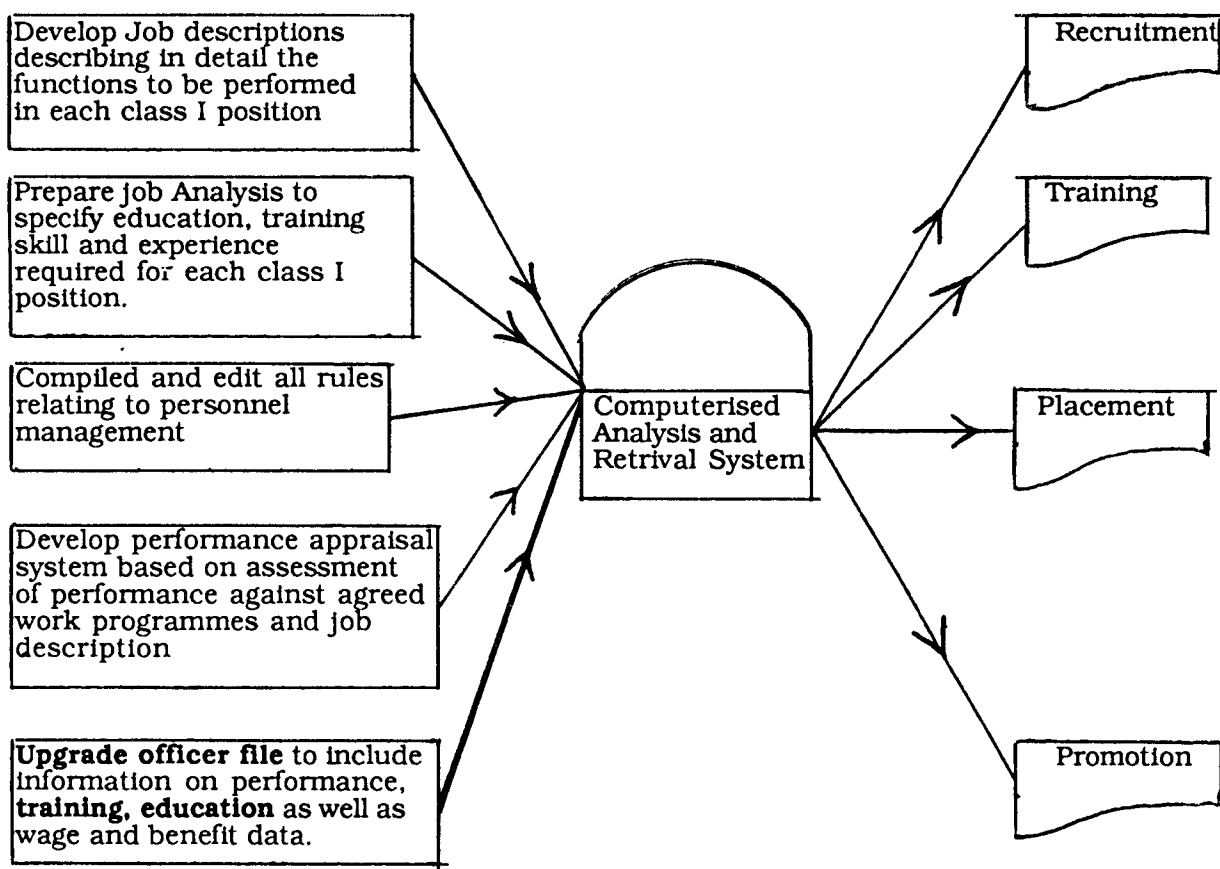 Develop Job descriptions
describing in detail the
functions to be performed
in each class I position
Prepare job Analysis to
specify education, training
skill and experience
required for each class I
position.
Compiled and edit all rules
relating to personnel
management
Develop performance appraisal
system based on assessment
of performance against agreed
work programmes and job
description
Upgrade officer file to include
information on performance,
training, education as well as
wage and benefit data.
Computerised
Analysis and
Retrival System
Recruitment
Training
Placement
Promotion